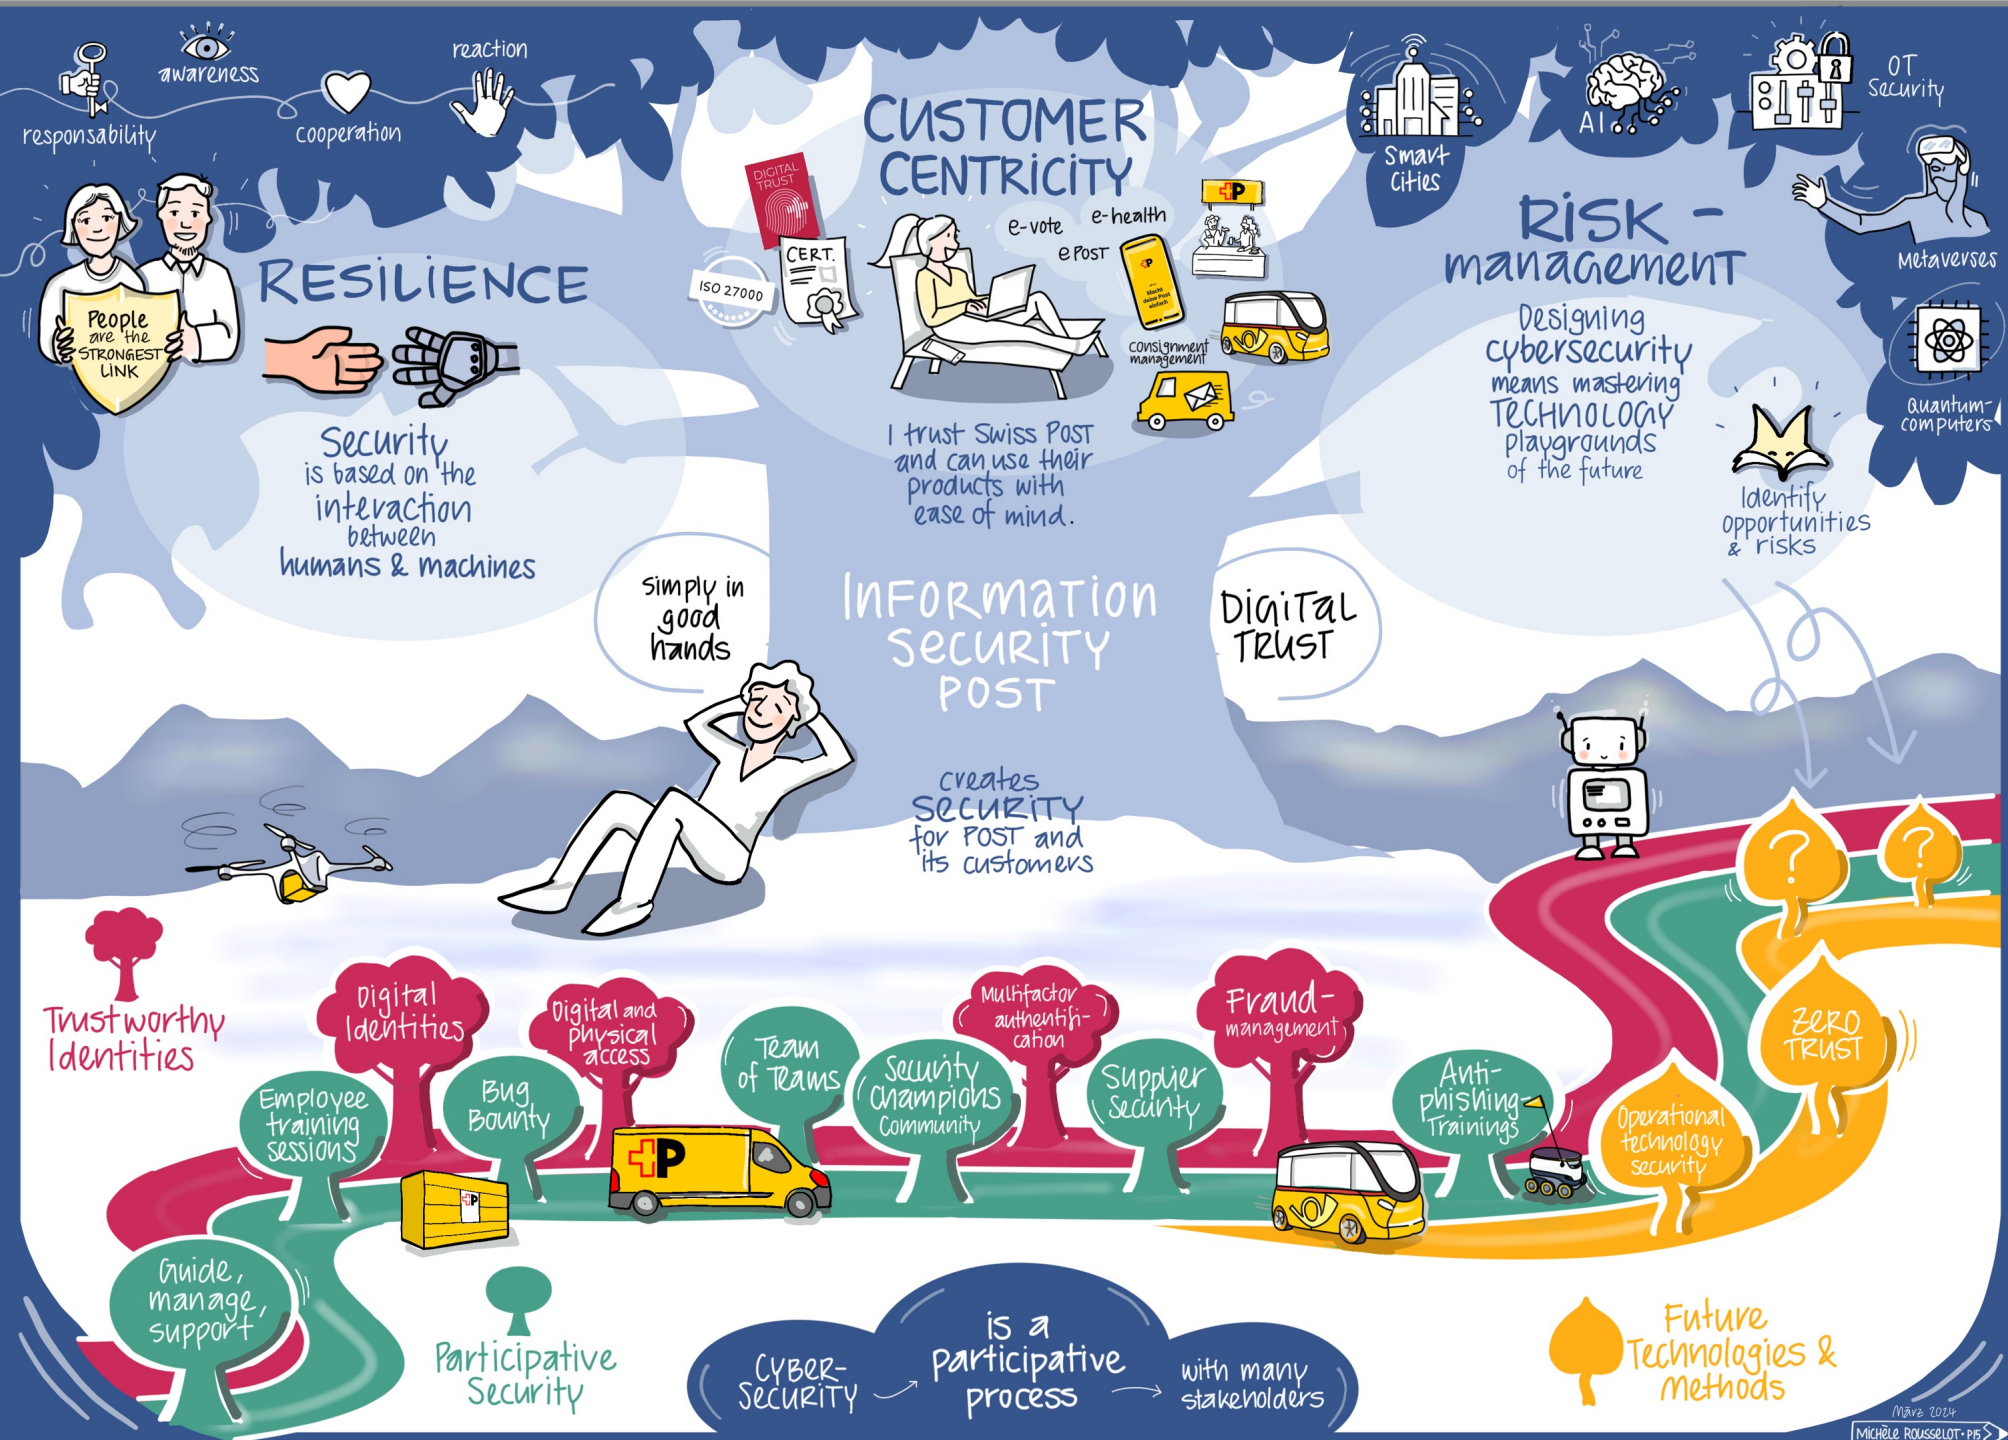 responsability
awareness
cooperation
reaction
People
are the
STRONGEST
LINK
RESILIENCE
Security
is based on the
interaction
between
humans & machines
CUSTOMER
CENTRICITY
DIGITAL
TRUST
CERT.
ISO 27000
e-vote
e-health
e POST
P
P
Macht
deine Post
einfach
consignment
management
I trust Swiss POST
and can use their
products with
ease of mind.
Smart
Cities
AI
OT
Security
Metaverses
Quantum-
computers
RISK -
management
Designing
cybersecurity
means mastering
TECHNOLOGY
playgrounds
of the future
Identify
opportunities
& risks
simply in
good
hands
INFORMATION
SECURITY
POST
DIGITAL
TRUST
creates
SECURITY
for POST and
its customers
?
?
Trustworthy
Identities
Digital
Identities
Digital and
physical
access
Multifactor
authentifi-
cation
Fraud-
management
Employee
training
sessions
Bug
Bounty
Team
of Teams
Security
Champions
Community
Supplier
Security
Anti-
phishing-
Trainings
Operational
technology
security
ZERO
TRUST
P
P
Guide,
manage,
support
Participative
Security
CYBER-
SECURITY
is a
participative
process
with many
stakeholders
Future
Technologies &
Methods
März 2024
MICHÈLE ROUSSELOT • P15